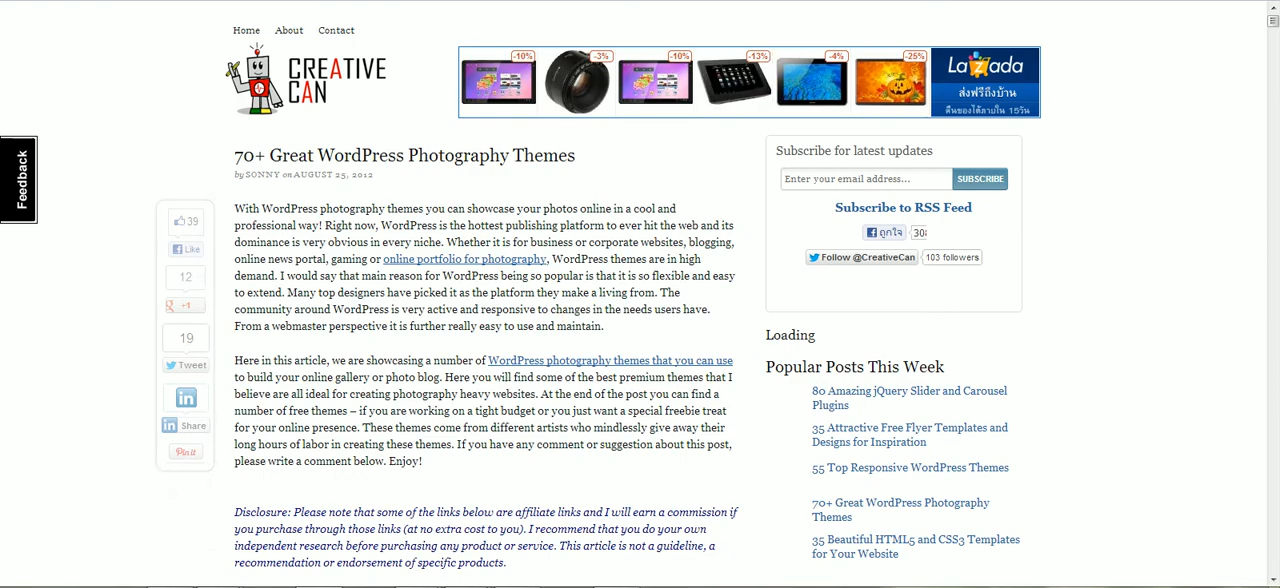 Home About Contact
CREATIVE
CAN
-10% -3% -10% -13% -4% -25%
Lazada
ส่งฟรีถึงบ้าน
คืนของได้ภายใน 15วัน
Feedback
70+ Great WordPress Photography Themes
by SONNY on AUGUST 25, 2012
39
Like
12
+1
19
Tweet
in
in Share
Pin it
With WordPress photography themes you can showcase your photos online in a cool and
professional way! Right now, WordPress is the hottest publishing platform to ever hit the web and its
dominance is very obvious in every niche. Whether it is for business or corporate websites, blogging,
online news portal, gaming or online portfolio for photography, WordPress themes are in high
demand. I would say that main reason for WordPress being so popular is that it is so flexible and easy
to extend. Many top designers have picked it as the platform they make a living from. The
community around WordPress is very active and responsive to changes in the needs users have.
From a webmaster perspective it is further really easy to use and maintain.
Here in this article, we are showcasing a number of WordPress photography themes that you can use
to build your online gallery or photo blog. Here you will find some of the best premium themes that I
believe are all ideal for creating photography heavy websites. At the end of the post you can find a
number of free themes – if you are working on a tight budget or you just want a special freebie treat
for your online presence. These themes come from different artists who mindlessly give away their
long hours of labor in creating these themes. If you have any comment or suggestion about this post,
please write a comment below. Enjoy!
Disclosure: Please note that some of the links below are affiliate links and I will earn a commission if
you purchase through those links (at no extra cost to you). I recommend that you do your own
independent research before purchasing any product or service. This article is not a guideline, a
recommendation or endorsement of specific products.
Subscribe for latest updates
Enter your email address... SUBSCRIBE
Subscribe to RSS Feed
ถูกใจ
Follow @CreativeCan 103 followers
Loading
Popular Posts This Week
80 Amazing jQuery Slider and Carousel
Plugins
35 Attractive Free Flyer Templates and
Designs for Inspiration
55 Top Responsive WordPress Themes
70+ Great WordPress Photography
Themes
35 Beautiful HTML5 and CSS3 Templates
for Your Website